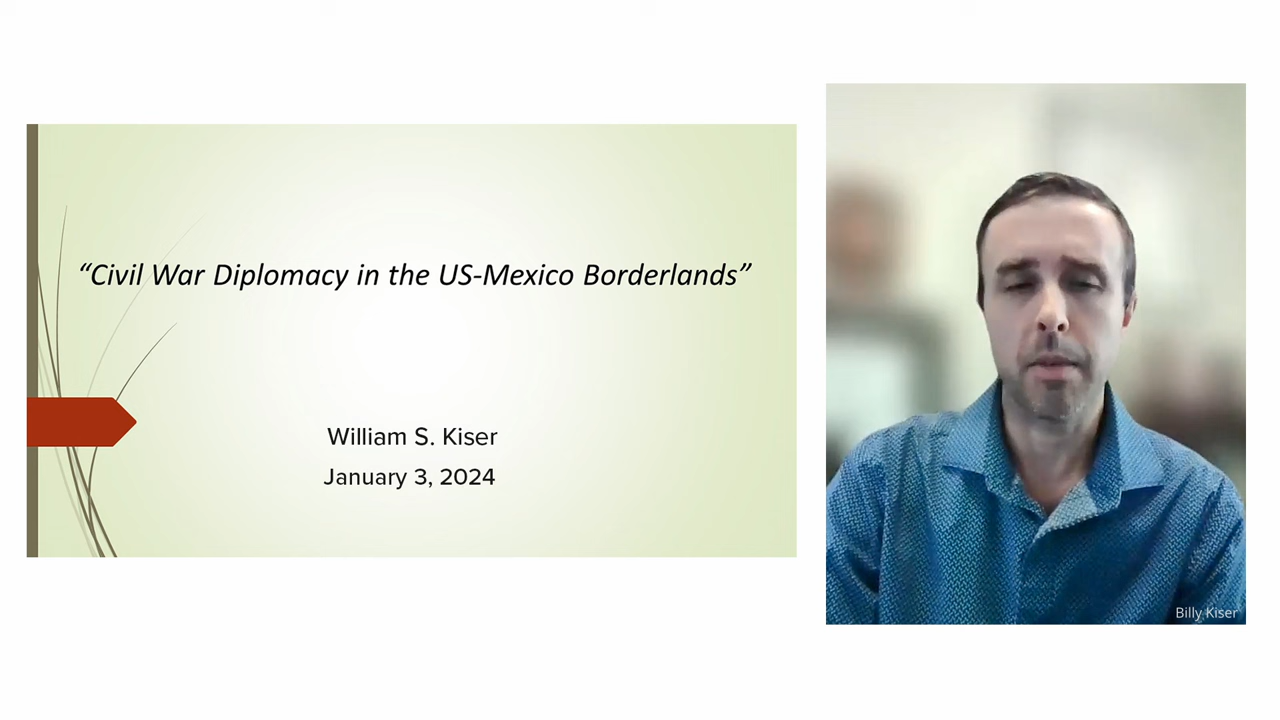 “Civil War Diplomacy in the US-Mexico Borderlands”
William S. Kiser
January 3, 2024
Billy Kiser